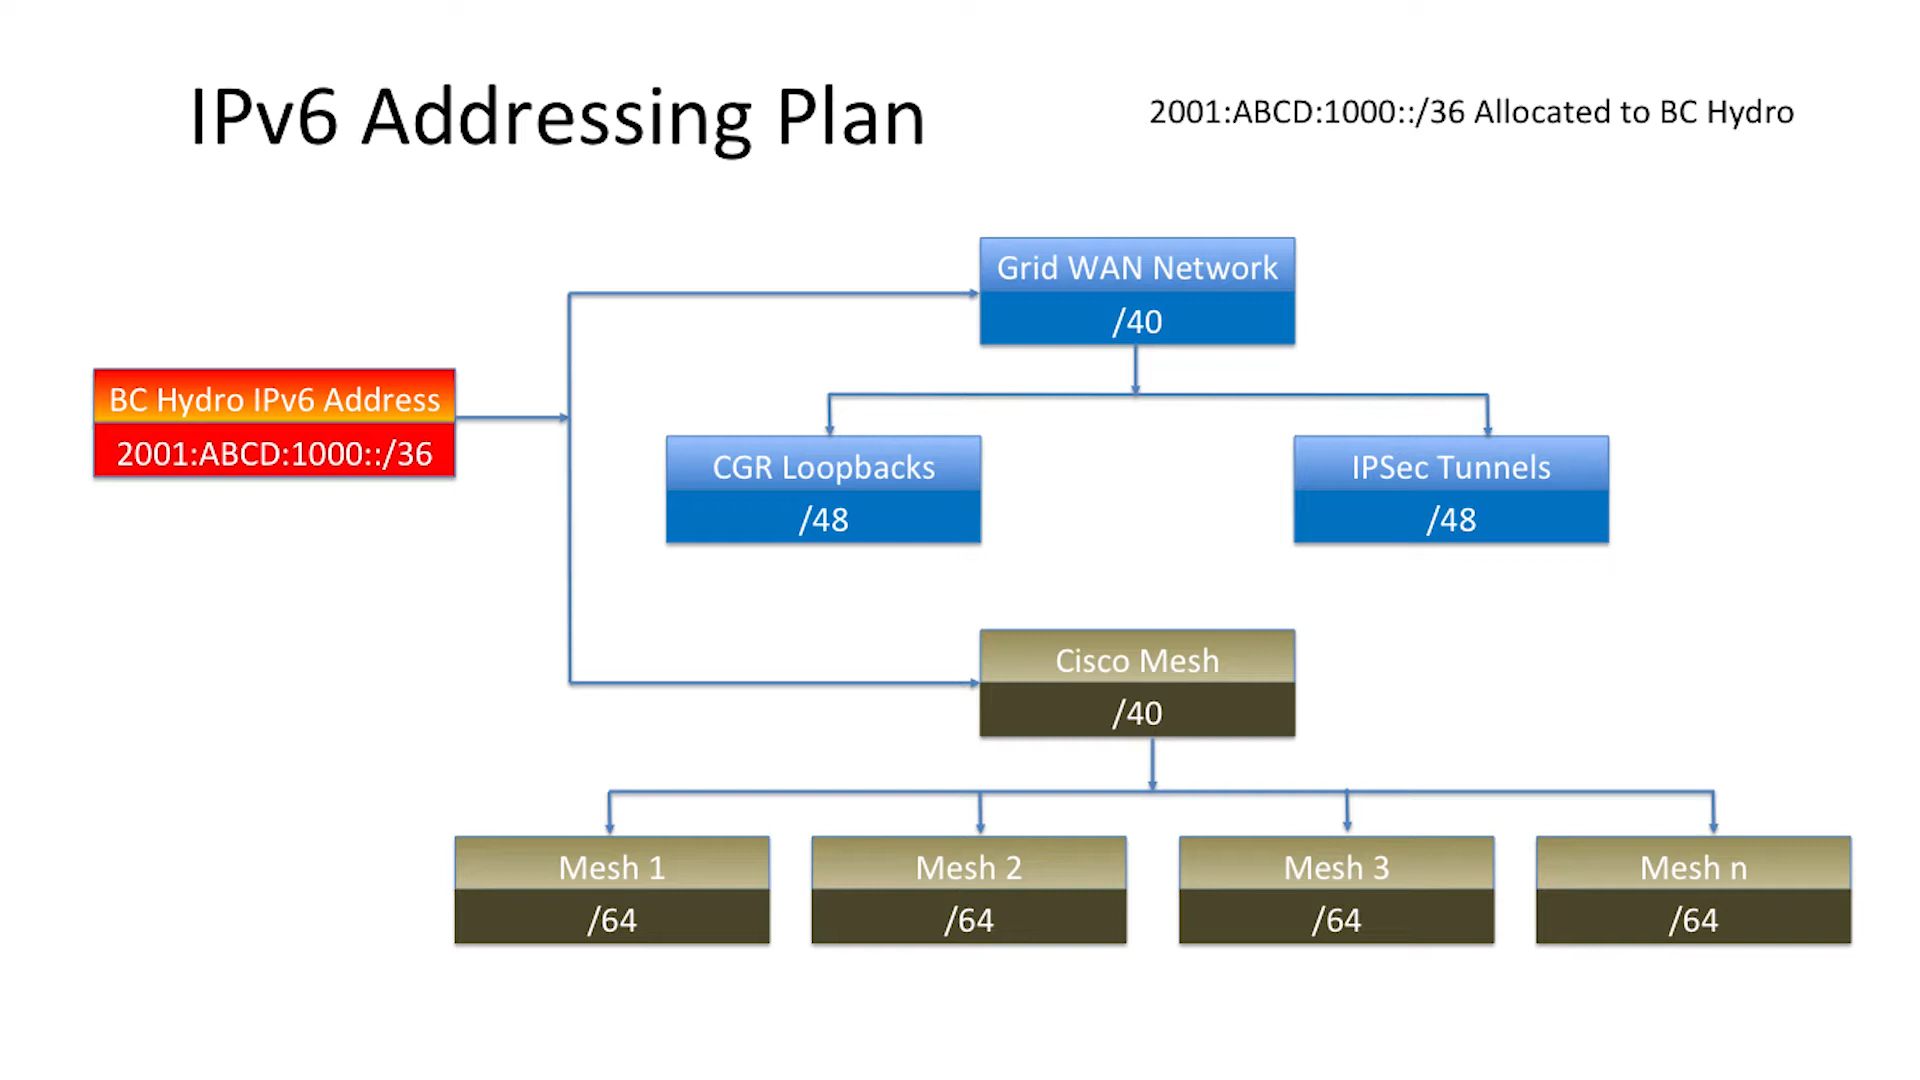 IPv6 Addressing Plan
2001:ABCD:1000::/36 Allocated to BC Hydro
Grid WAN Network
/40
BC Hydro IPv6 Address
2001:ABCD:1000::/36
CGR Loopbacks
/48
IPSec Tunnels
/48
Cisco Mesh
/40
Mesh 1
/64
Mesh 2
/64
Mesh 3
/64
Mesh n
/64